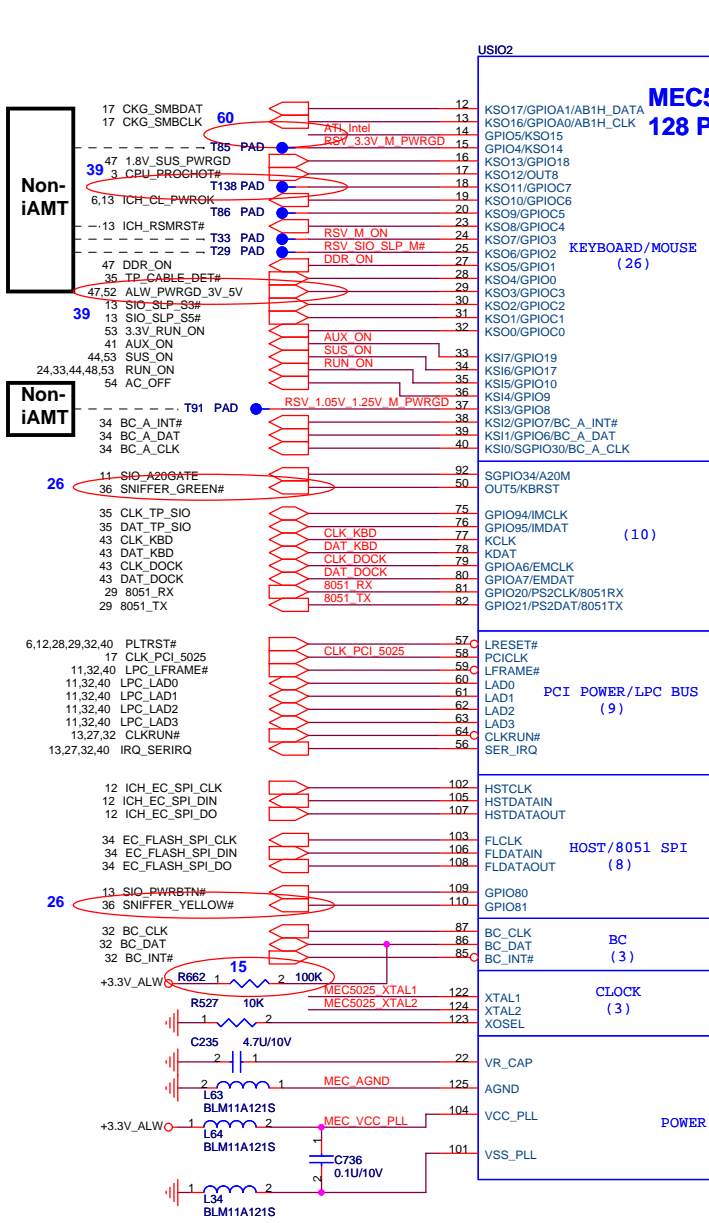 USIO2
MEC5
128 P
17 CKG_SMBDAT 12 KSO17/GPIOA1/AB1H_DATA
17 CKG_SMBCLK 13 KSO16/GPIOA0/AB1H_CLK
60
ATI_Intel 14 GPIO5/KSO15
T85 PAD RSV_3.3V_M_PWRGD 15 GPIO4/KSO14
47 1.8V_SUS_PWRGD 16 KSO13/GPIO18
39
3 CPU_PROCHOT# 17 KSO12/OUT8
Non-
iAMT
T138 PAD 18 KSO11/GPIOC7
6,13 ICH_CL_PWROK 19 KSO10/GPIOC6
T86 PAD 20 KSO9/GPIOC5
13 ICH_RSMRST# 23 KSO8/GPIOC4
T33 PAD RSV_M_ON 24 KSO7/GPIO3
T29 PAD RSV_SIO_SLP_M# 25 KSO6/GPIO2
KEYBOARD/MOUSE
(26)
47 DDR_ON DDR_ON 27 KSO5/GPIO1
35 TP_CABLE_DET# 28 KSO4/GPIO0
47,52 ALW_PWRGD_3V_5V 29 KSO3/GPIOC3
13 SIO_SLP_S3# 30 KSO2/GPIOC2
39
13 SIO_SLP_S5# 31 KSO1/GPIOC1
53 3.3V_RUN_ON 32 KSO0/GPIOC0
41 AUX_ON AUX_ON 33 KSI7/GPIO19
44,53 SUS_ON SUS_ON 34 KSI6/GPIO17
24,33,44,48,53 RUN_ON RUN_ON 35 KSI5/GPIO10
54 AC_OFF 36 KSI4/GPIO9
Non-
iAMT
T91 PAD RSV_1.05V_1.25V_M_PWRGD 37 KSI3/GPIO8
34 BC_A_INT# 38 KSI2/GPIO7/BC_A_INT#
34 BC_A_DAT 39 KSI1/GPIO6/BC_A_DAT
34 BC_A_CLK 40 KSI0/SGPIO30/BC_A_CLK
11 SIO_A20GATE 92 SGPIO34/A20M
26
36 SNIFFER_GREEN# 50 OUT5/KBRST
35 CLK_TP_SIO 75 GPIO94/IMCLK
35 DAT_TP_SIO 76 GPIO95/IMDAT
43 CLK_KBD CLK_KBD 77 KCLK
(10)
43 DAT_KBD DAT_KBD 78 KDAT
43 CLK_DOCK CLK_DOCK 79 GPIOA6/EMCLK
43 DAT_DOCK DAT_DOCK 80 GPIOA7/EMDAT
29 8051_RX 8051_RX 81 GPIO20/PS2CLK/8051RX
29 8051_TX 8051_TX 82 GPIO21/PS2DAT/8051TX
6,12,28,29,32,40 PLTRST# 57 LRESET#
17 CLK_PCI_5025 CLK_PCI_5025 58 PCICLK
11,32,40 LPC_LFRAME# 59 LFRAME#
11,32,40 LPC_LAD0 60 LAD0
11,32,40 LPC_LAD1 61 LAD1
PCI POWER/LPC BUS
(9)
11,32,40 LPC_LAD2 62 LAD2
11,32,40 LPC_LAD3 63 LAD3
13,27,32 CLKRUN# 64 CLKRUN#
13,27,32,40 IRQ_SERIRQ 56 SER_IRQ
12 ICH_EC_SPI_CLK 102 HSTCLK
12 ICH_EC_SPI_DIN 105 HSTDATAIN
12 ICH_EC_SPI_DO 107 HSTDATAOUT
34 EC_FLASH_SPI_CLK 103 FLCLK
34 EC_FLASH_SPI_DIN 106 FLDATAIN
34 EC_FLASH_SPI_DO 108 FLDATAOUT
HOST/8051 SPI
(8)
13 SIO_PWRBTN# 109 GPIO80
26
36 SNIFFER_YELLOW# 110 GPIO81
32 BC_CLK 87 BC_CLK
32 BC_DAT 86 BC_DAT
32 BC_INT# 85 BC_INT#
BC
(3)
15
+3.3V_ALW R662 1 2 100K
MEC5025_XTAL1 122 XTAL1
MEC5025_XTAL2 124 XTAL2
CLOCK
(3)
R527 10K
1 2 123 XOSEL
C235 4.7U/10V
2 1 22 VR_CAP
2 1 MEC_AGND 125 AGND
L63
BLM11A121S
+3.3V_ALW 1 2 MEC_VCC_PLL 104 VCC_PLL
L64
BLM11A121S
POWER
1
C736
0.1U/10V
2
101 VSS_PLL
1 2
L34
BLM11A121S